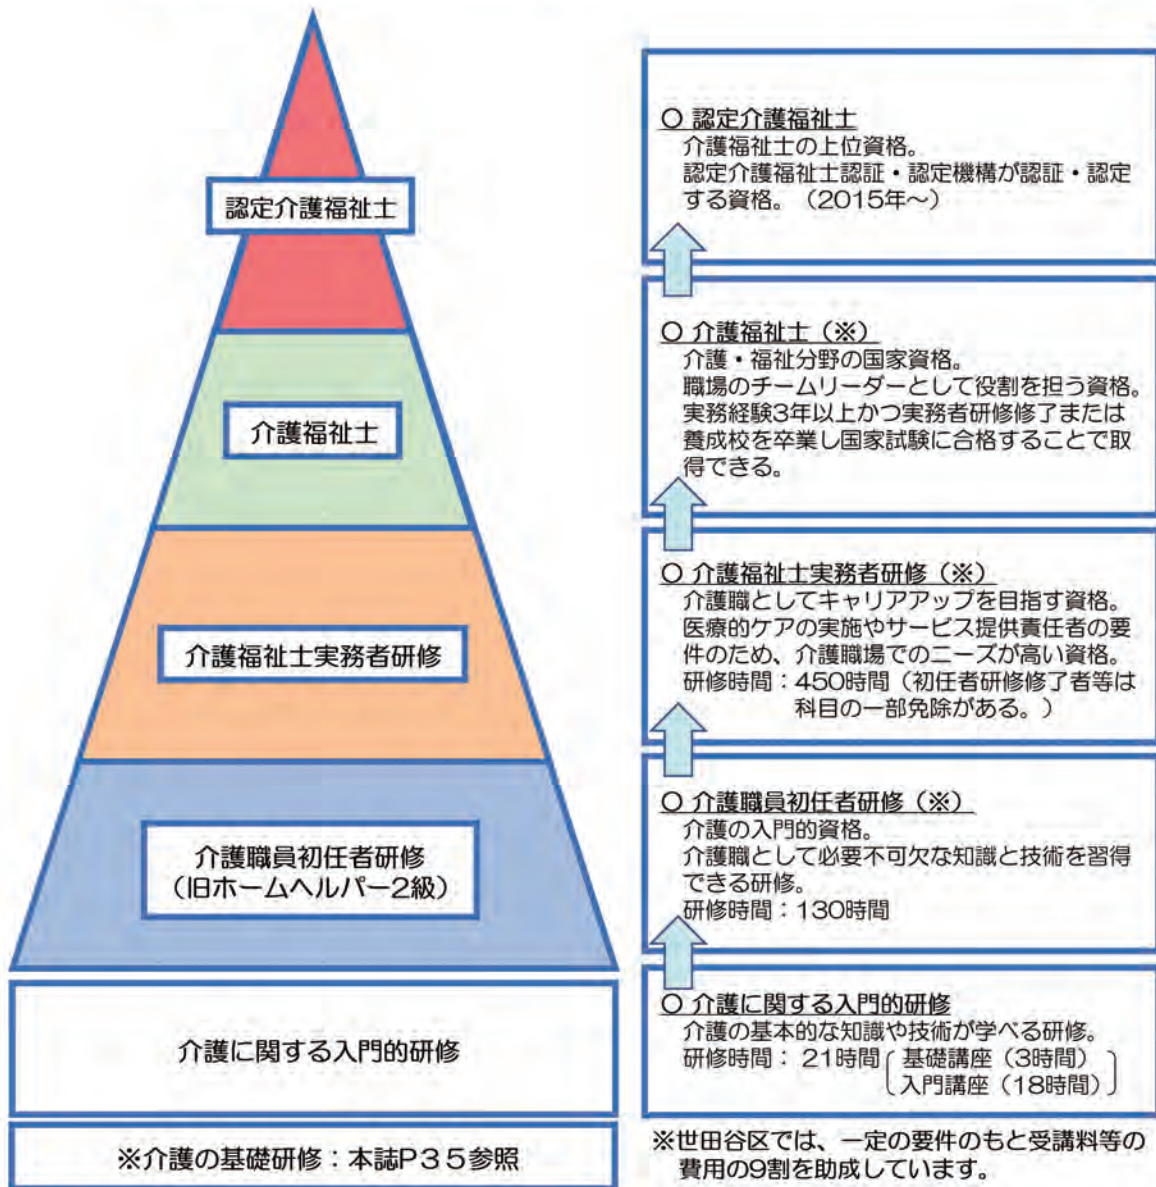 認定介護福祉士
介護福祉士
介護福祉士実務者研修
介護職員初任者研修
(旧ホームヘルパー2級)
介護に関する入門的研修
※介護の基礎研修:本誌P35参照
○ 認定介護福祉士
介護福祉士の上位資格。
認定介護福祉士認証・認定機構が認証・認定
する資格。(2015年~)
○ 介護福祉士(※)
介護・福祉分野の国家資格。
職場のチームリーダーとして役割を担う資格。
実務経験3年以上かつ実務者研修修了または
養成校を卒業し国家試験に合格することで取
得できる。
○ 介護福祉士実務者研修(※)
介護職としてキャリアアップを目指す資格。
医療的ケアの実施やサービス提供責任者の要
件のため、介護職場でのニーズが高い資格。
研修時間:450時間(初任者研修修了者等は
科目の一部免除がある。)
○ 介護職員初任者研修(※)
介護の入門的資格。
介護職として必要不可欠な知識と技術を習得
できる研修。
研修時間:130時間
○ 介護に関する入門的研修
介護の基本的な知識や技術が学べる研修。
研修時間: 21時間 基礎講座(3時間)
入門講座(18時間)
※世田谷区では、一定の要件のもと受講料等の
費用の9割を助成しています。